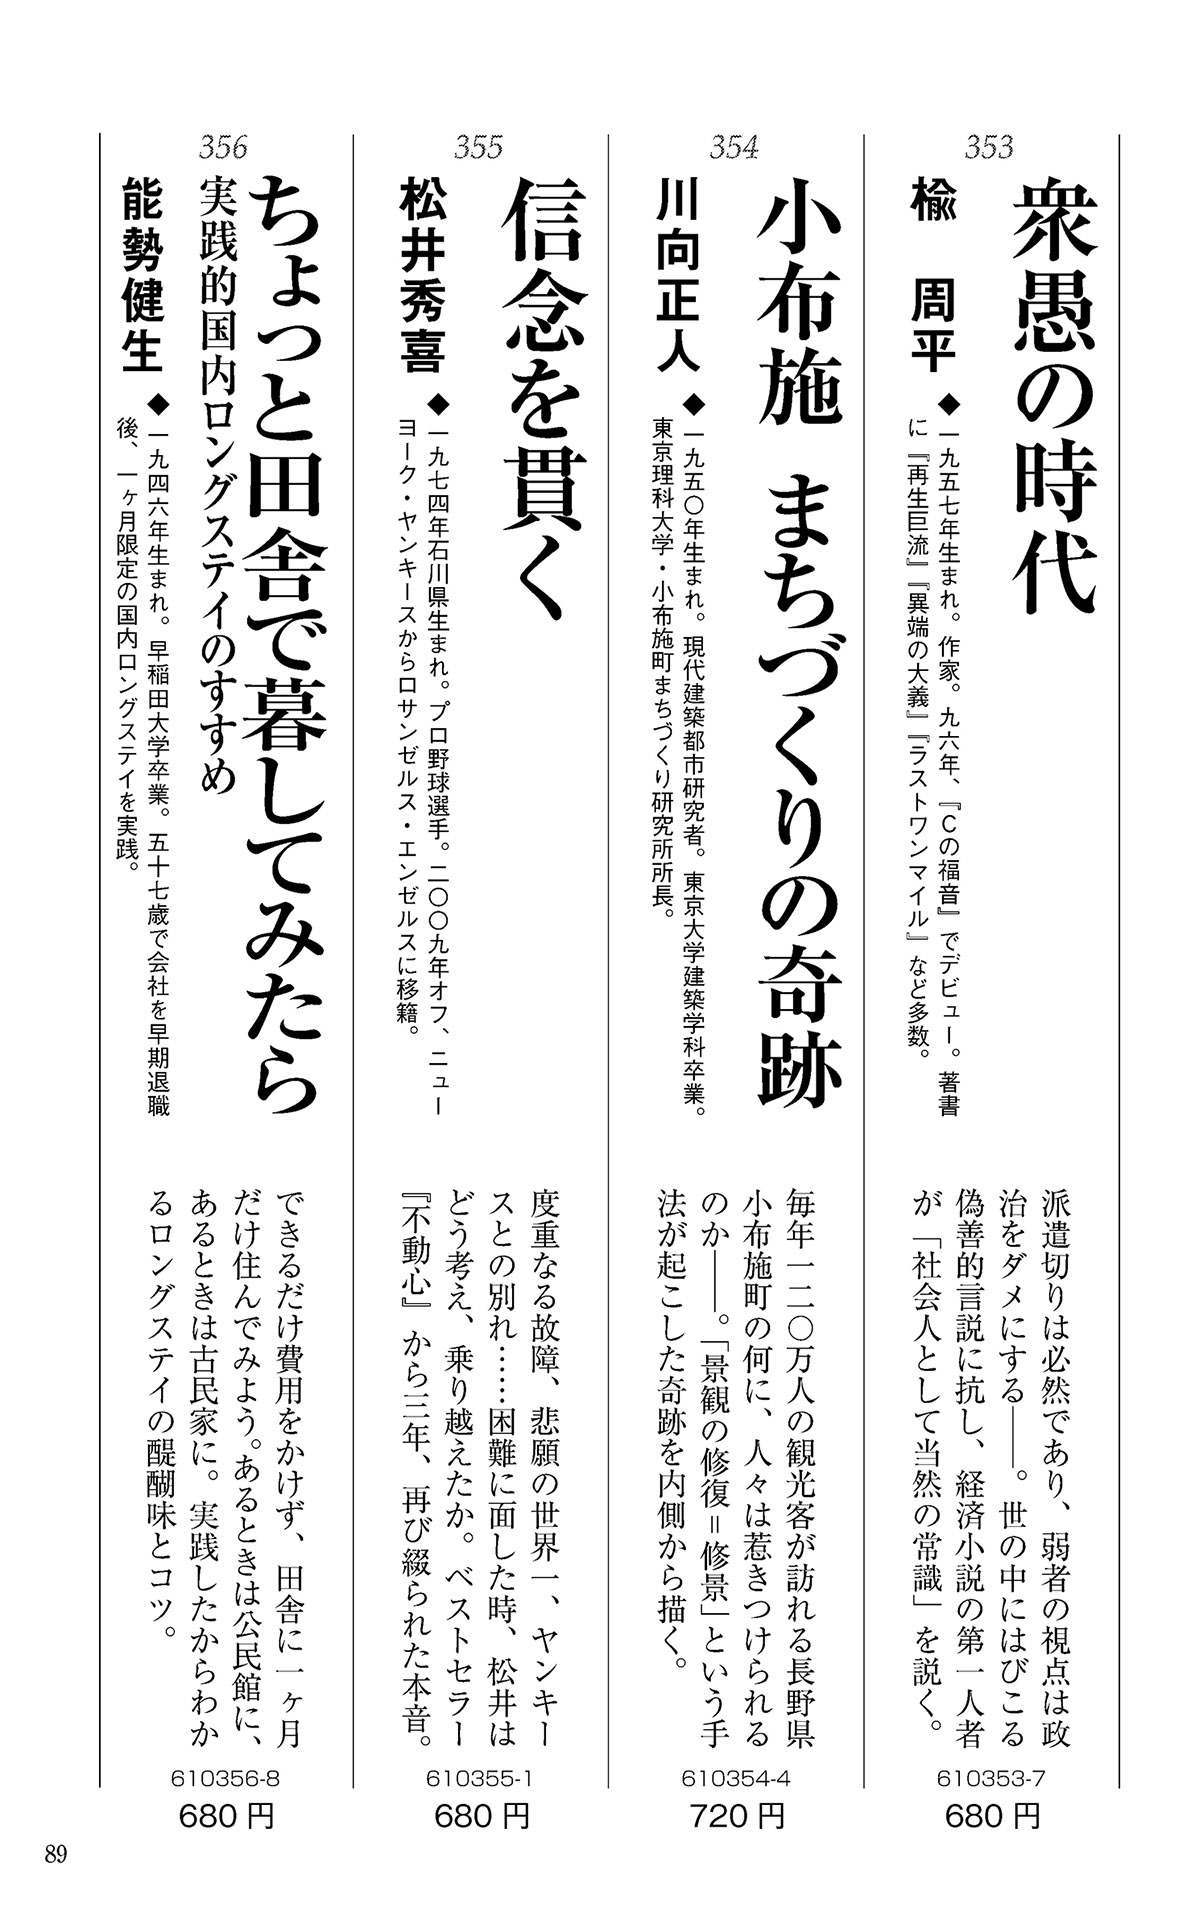 353
衆愚の時代
楡　周平
◆一九五七年生まれ。作家。九六年、『Cの福音』でデビュー。著書
に『再生巨流』『異端の大義』『ラストワンマイル』など多数。
派遣切りは必然であり、弱者の視点は政
治をダメにする――。世の中にはびこる
偽善的言説に抗し、経済小説の第一人者
が「社会人として当然の常識」を説く。
610353-7
680円
354
小布施　まちづくりの奇跡
川向正人
◆一九五〇年生まれ。現代建築都市研究者。東京大学建築学科卒業。
東京理科大学・小布施町まちづくり研究所所長。
毎年一二〇万人の観光客が訪れる長野県
小布施町の何に、人々は惹きつけられる
のか――。「景観の修復＝修景」という手
法が起こした奇跡を内側から描く。
610354-4
720円
355
信念を貫く
松井秀喜
◆一九七四年石川県生まれ。プロ野球選手。二〇〇九年オフ、ニュー
ヨーク・ヤンキースからロサンゼルス・エンゼルスに移籍。
度重なる故障、悲願の世界一、ヤンキー
スとの別れ……困難に面した時、松井は
どう考え、乗り越えたか。ベストセラー
『不動心』から三年、再び綴られた本音。
610355-1
680円
356
ちょっと田舎で暮してみたら
実践的国内ロングステイのすすめ
能勢健生
◆一九四六年生まれ。早稲田大学卒業。五十七歳で会社を早期退職
後、一ヶ月限定の国内ロングステイを実践。
できるだけ費用をかけず、田舎に一ヶ月
だけ住んでみよう。あるときは公民館に、
あるときは古民家に。実践したからわか
るロングステイの醍醐味とコツ。
610356-8
680円
89